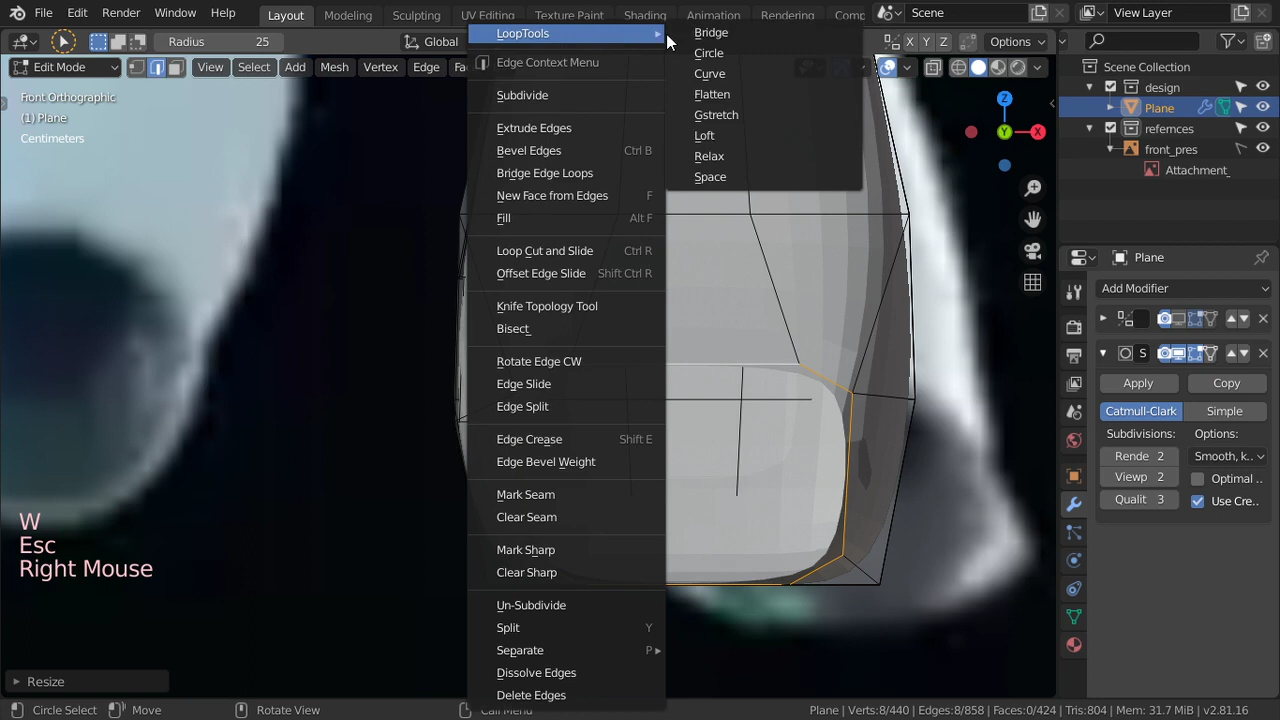 File Edit Render Window Help Layout Modeling Sculpting UV Editing Texture Paint Shading Animation Rendering Comp Scene View Layer
Radius 25 Global X Y Z Options
Edit Mode View Select Add Mesh Vertex Edge Fa
Front Orthographic
(1) Plane
Centimeters
LoopTools
Edge Context Menu
Subdivide
Extrude Edges
Bevel Edges Ctrl B
Bridge Edge Loops
New Face from Edges F
Fill Alt F
Loop Cut and Slide Ctrl R
Offset Edge Slide Shift Ctrl R
Knife Topology Tool
Bisect
Rotate Edge CW
Edge Slide
Edge Split
Edge Crease Shift E
Edge Bevel Weight
Mark Seam
Clear Seam
Mark Sharp
Clear Sharp
Un-Subdivide
Split Y
Separate P
Dissolve Edges
Delete Edges
Bridge
Circle
Curve
Flatten
Gstretch
Loft
Relax
Space
Z
Y
X
Scene Collection
design
Plane
refernces
front_pres
Attachment_
Plane
Add Modifier
S
Apply Copy
Catmull-Clark Simple
Subdivisions: Options:
Rende 2 Smooth, k..
Viewp 2 Optimal ..
Qualit 3 Use Cre..
W
Esc
Right Mouse
Resize
Circle Select Move Rotate View Call Menu Plane | Verts:8/440 | Edges:8/858 | Faces:0/424 | Tris:804 | Mem: 31.7 MiB | v2.81.16